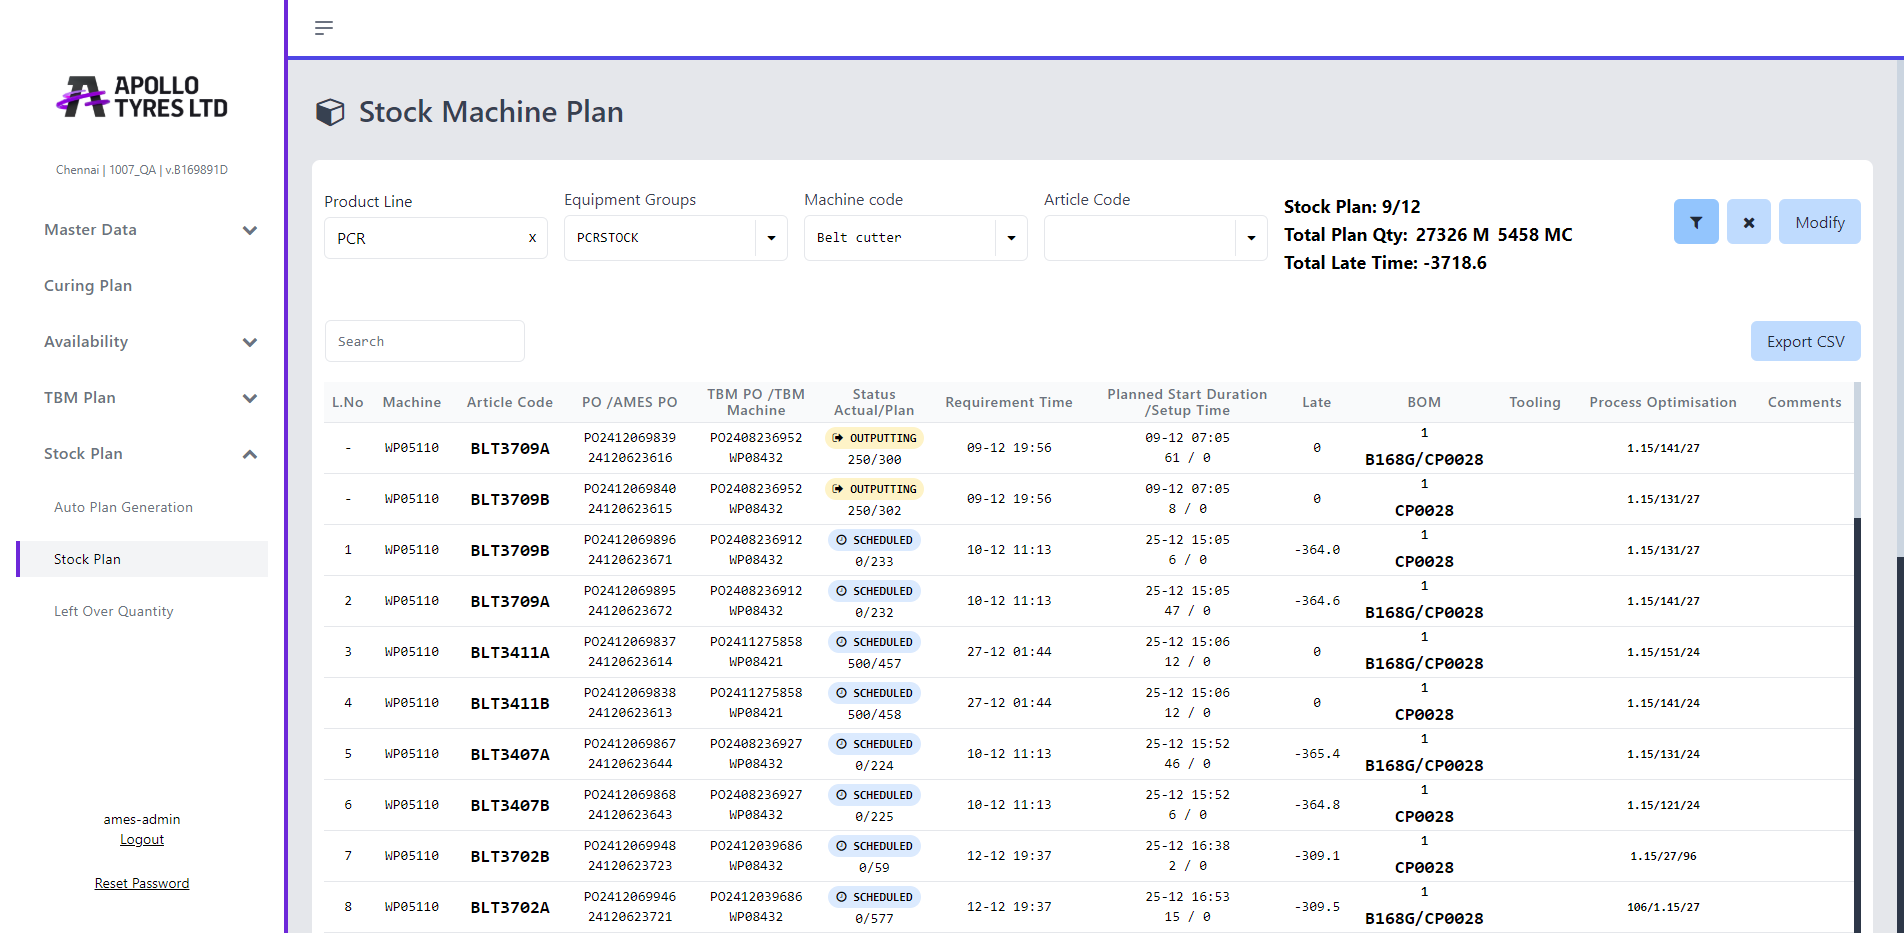 APOLLO
TYRES LTD
Chennai | 1007_QA | v.B169891D
Master Data
Curing Plan
Availability
TBM Plan
Stock Plan
Auto Plan Generation
Stock Plan
Left Over Quantity
ames-admin
Logout
Reset Password
Stock Machine Plan
Product Line
Equipment Groups
Machine code
Article Code
PCR x
PCRSTOCK
Belt cutter
Stock Plan: 9/12
Total Plan Qty: 27326 M 5458 MC
Total Late Time: -3718.6
Modify
Search
Export CSV
L.No Machine Article Code PO /AMES PO TBM PO /TBM Machine Status Actual/Plan Requirement Time Planned Start Duration /Setup Time Late BOM Tooling Process Optimisation Comments
- WP05110 BLT3709A PO2412069839 24120623616 PO2408236952 WP08432 OUTPUTTING 250/300 09-12 19:56 09-12 07:05 61 / 0 0 1 B168G/CP0028 1.15/141/27
- WP05110 BLT3709B PO2412069840 24120623615 PO2408236952 WP08432 OUTPUTTING 250/302 09-12 19:56 09-12 07:05 8 / 0 0 1 CP0028 1.15/131/27
1 WP05110 BLT3709B PO2412069896 24120623671 PO2408236912 WP08432 SCHEDULED 0/233 10-12 11:13 25-12 15:05 6 / 0 -364.0 1 CP0028 1.15/131/27
2 WP05110 BLT3709A PO2412069895 24120623672 PO2408236912 WP08432 SCHEDULED 0/232 10-12 11:13 25-12 15:05 47 / 0 -364.6 1 B168G/CP0028 1.15/141/27
3 WP05110 BLT3411A PO2412069837 24120623614 PO2411275858 WP08421 SCHEDULED 500/457 27-12 01:44 25-12 15:06 12 / 0 0 1 B168G/CP0028 1.15/151/24
4 WP05110 BLT3411B PO2412069838 24120623613 PO2411275858 WP08421 SCHEDULED 500/458 27-12 01:44 25-12 15:06 12 / 0 0 1 CP0028 1.15/141/24
5 WP05110 BLT3407A PO2412069867 24120623644 PO2408236927 WP08432 SCHEDULED 0/224 10-12 11:13 25-12 15:52 46 / 0 -365.4 1 B168G/CP0028 1.15/131/24
6 WP05110 BLT3407B PO2412069868 24120623643 PO2408236927 WP08432 SCHEDULED 0/225 10-12 11:13 25-12 15:52 6 / 0 -364.8 1 CP0028 1.15/121/24
7 WP05110 BLT3702B PO2412069948 24120623723 PO2412039686 WP08432 SCHEDULED 0/59 12-12 19:37 25-12 16:38 2 / 0 -309.1 1 CP0028 1.15/27/96
8 WP05110 BLT3702A PO2412069946 24120623721 PO2412039686 WP08432 SCHEDULED 0/577 12-12 19:37 25-12 16:53 15 / 0 -309.5 1 B168G/CP0028 106/1.15/27